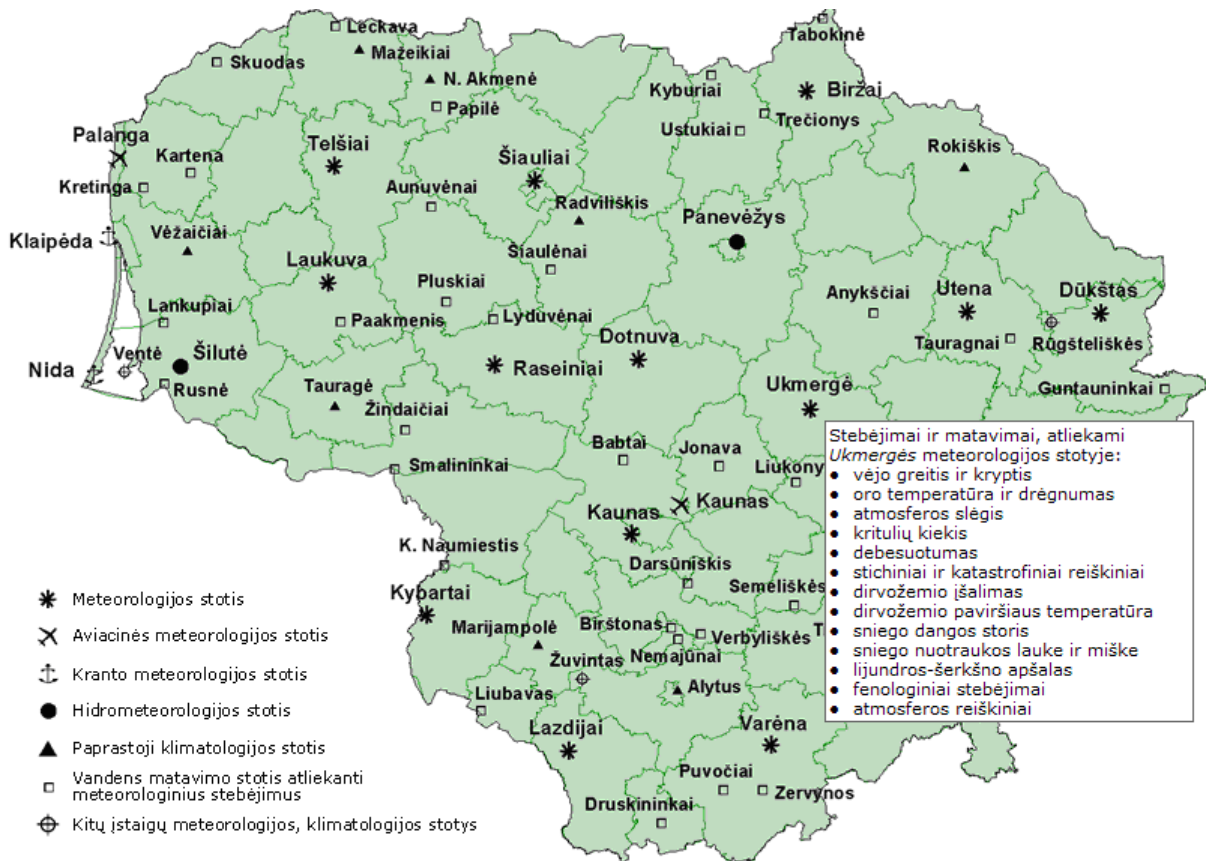 Leckava
Tabokinė
Mažeikiai
Skuodas
N. Akmenė
Kyburiai
Biržai
Papilė
Trečionys
Ustukiai
Palanga
Telšiai
Kartena
Šiauliai
Rokiškis
Kretinga
Aunuvėnai
Radviliškis
Panevėžys
Klaipėda
Vėžaičiai
Šiaulėnai
Laukuva
Pluskiai
Anykščiai
Utena
Dūkštas
Lankupiai
Paakmenis
Lyduvėnai
Dotnuva
Tauragnai
Rūgšteliškės
Ventė
Šilutė
Nida
Raseiniai
Rusnė
Tauragė
Ukmergė
Guntauninkai
Žindaičiai
Babtai
Jonava
Smalininkai
Liukony
Kaunas
Kaunas
K. Naumiestis
Darsūniškis
Semeliškės
Kybartai
Birštonas
Marijampolė
Verbyliškės
T
Nemajūnai
Žuvintas
Liubavas
Alytus
Lazdijai
Varėna
Puvočiai
Zervynos
Druskininkai
Stebėjimai ir matavimai, atliekami
Ukmergės meteorologijos stotyje:
● vėjo greitis ir kryptis
● oro temperatūra ir drėgnumas
● atmosferos slėgis
● kritulių kiekis
● debesuotumas
● stichiniai ir katastrofiniai reiškiniai
● dirvožemio įšalimas
● dirvožemio paviršiaus temperatūra
● sniego dangos storis
● sniego nuotraukos lauke ir miške
● lijundros-šerkšno apšalas
● fenologiniai stebėjimai
● atmosferos reiškiniai
Meteorologijos stotis
Aviacinės meteorologijos stotis
Kranto meteorologijos stotis
Hidrometeorologijos stotis
Paprastoji klimatologijos stotis
Vandens matavimo stotis atliekanti
meteorologinius stebėjimus
Kitų įstaigų meteorologijos, klimatologijos stotys